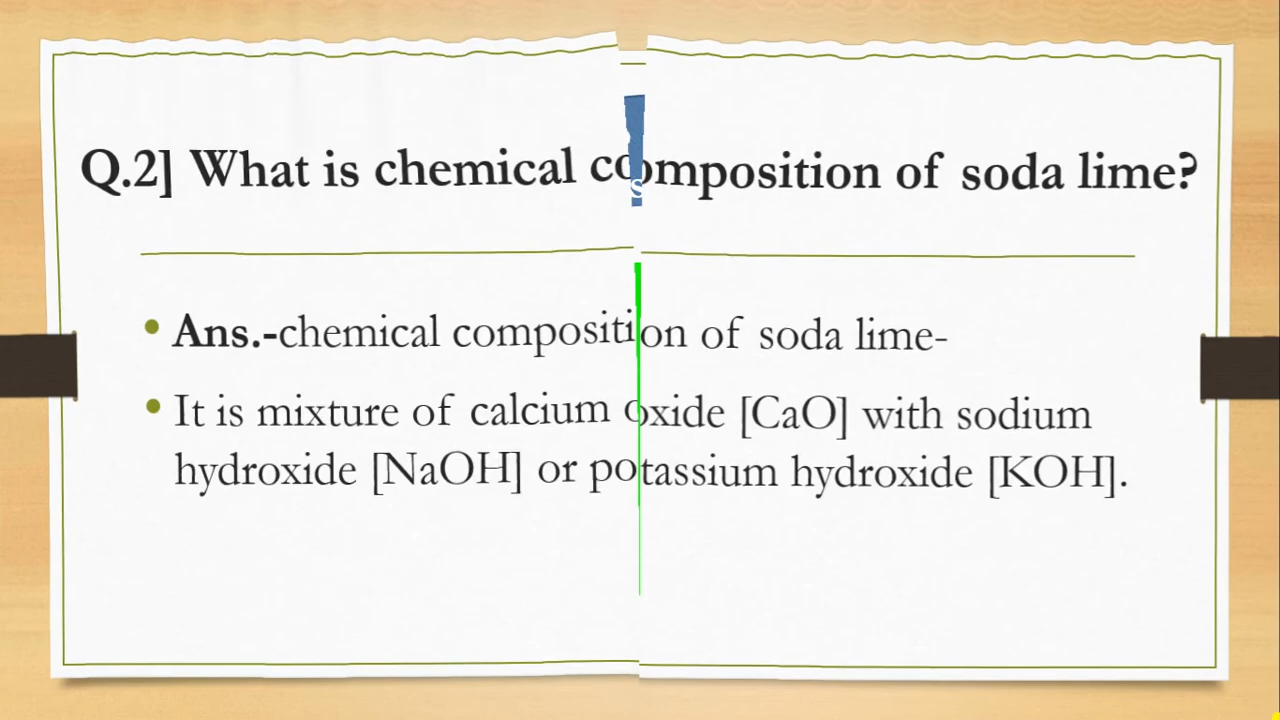 Q.2] What is chemical composition of soda lime?
Ans.-chemical composition of soda lime-
It is mixture of calcium oxide [CaO] with sodium
hydroxide [NaOH] or potassium hydroxide [KOH].